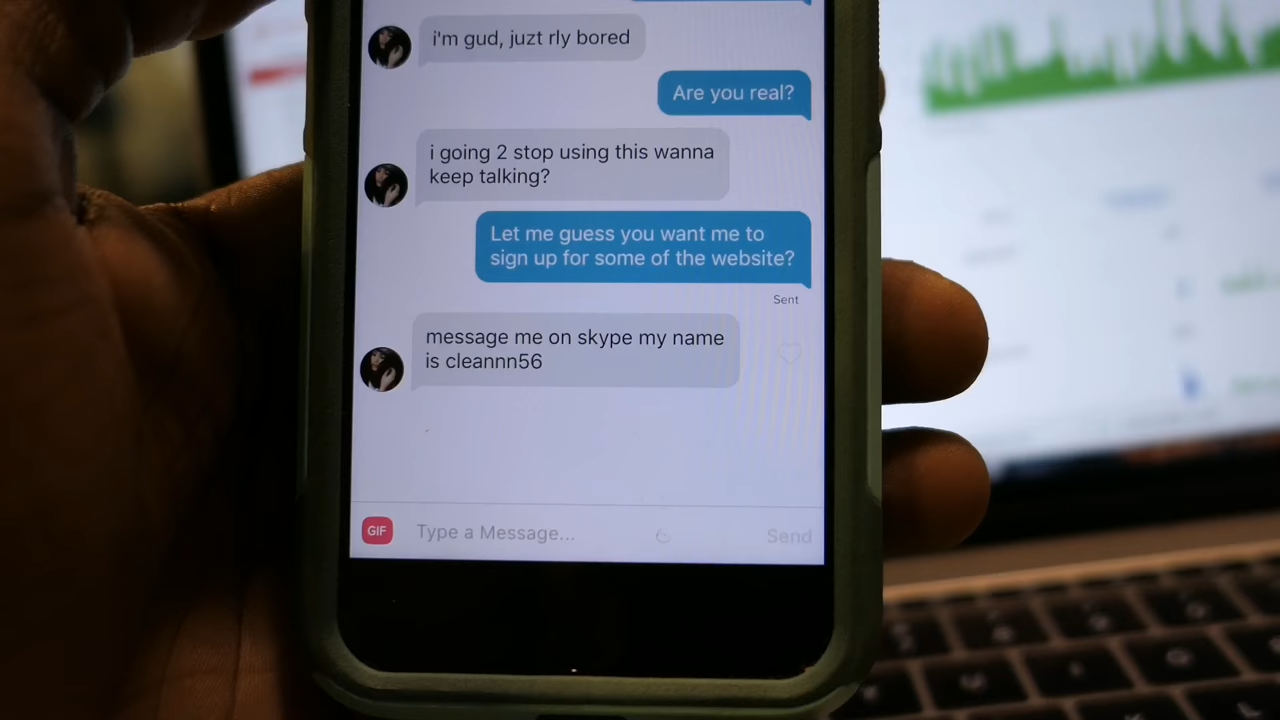 i'm gud, juzt rly bored
Are you real?
i going 2 stop using this wanna
keep talking?
Let me guess you want me to
sign up for some of the website?
Sent
message me on skype my name
is cleannn56
GIF
Type a Message...
Send